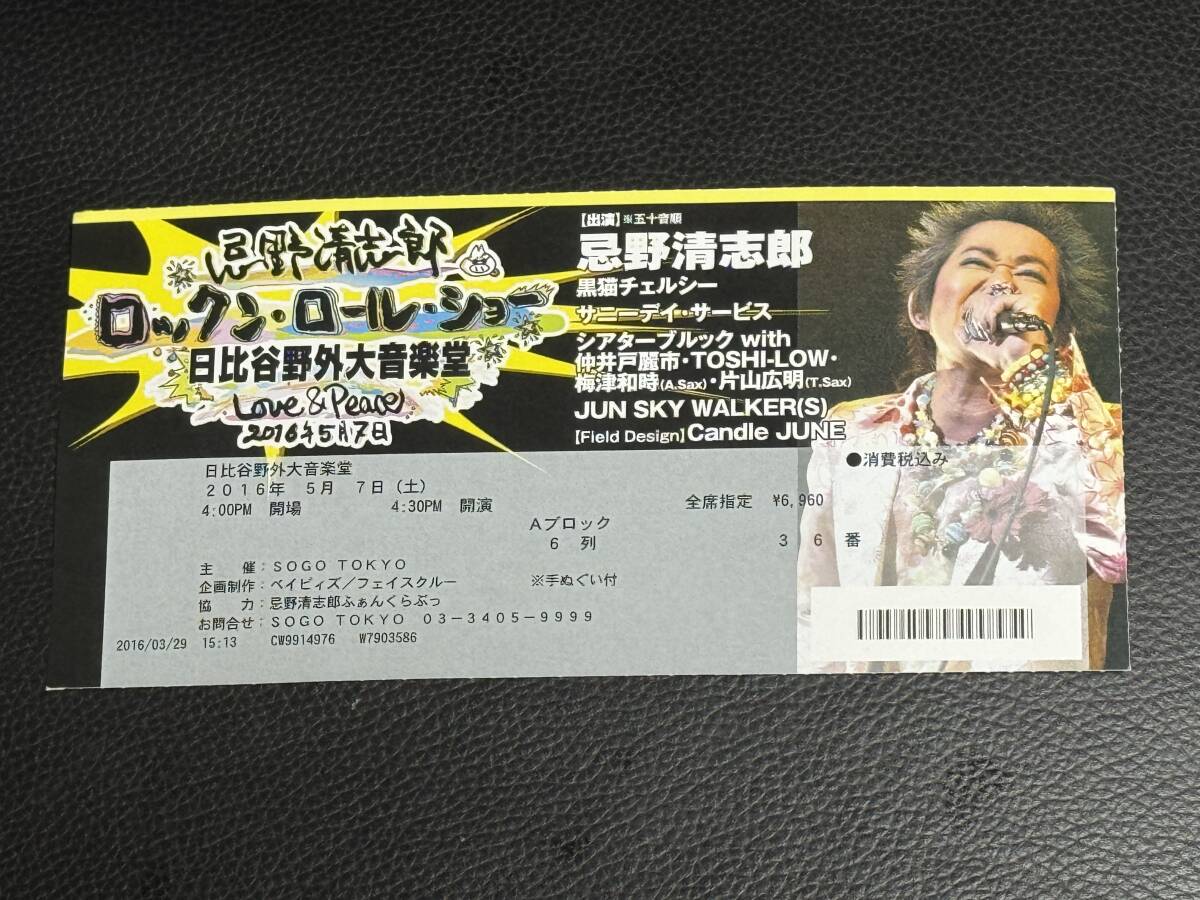 忌野清志郎
ロックン・ロール・ショー
日比谷野外大音楽堂
Love & Peace
2016年5月7日
【出演】※五十音順
忌野清志郎
黒猫チェルシー
サニーデイ・サービス
シアターブルック with
仲井戸麗市・TOSHI-LOW・
梅津和時(A.Sax)・片山広明(T.Sax)
JUN SKY WALKER(S)
【Field Design】Candle JUNE
●消費税込み
日比谷野外大音楽堂
2016年 5月 7日(土)
4:00PM 開場 4:30PM 開演
全席指定 ¥6,960
Aブロック
6 列 36 番
主 催:SOGO TOKYO
企画制作:ベイビィズ/フェイスクルー ※手ぬぐい付
協 力:忌野清志郎ふぁんくらぶっ
お問合せ:SOGO TOKYO 03-3405-9999
2016/03/29 15:13 CW9914976 W7903586